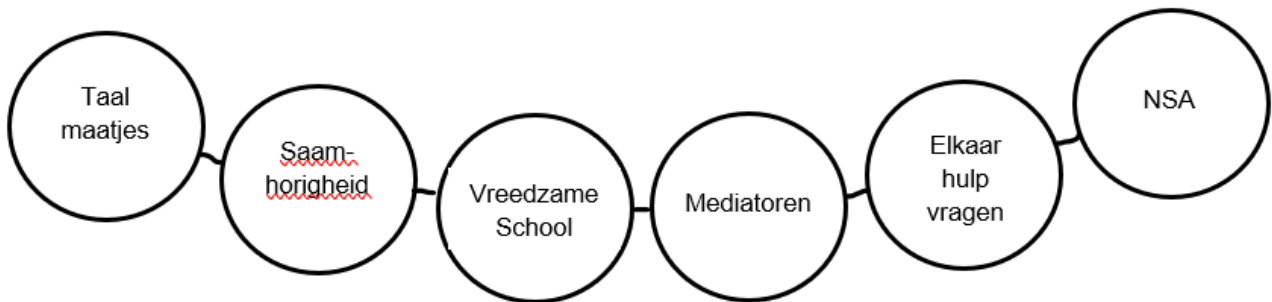 Taal
maatjes
Saam-
horigheid
Vreedzame
School
Mediatoren
Elkaar
hulp
vragen
NSA